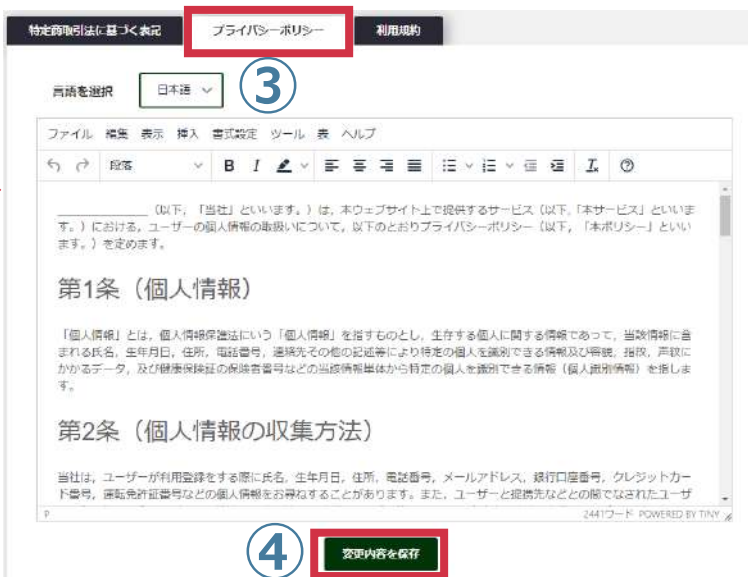 特定商取引法に基づく表記 プライバシーポリシー 利用規約
言語を選択 日本語 ③
ファイル 編集 表示 挿入 書式設定 ツール 表 ヘルプ
段落 B I
＿＿＿＿＿＿＿（以下，「当社」といいます。）は，本ウェブサイト上で提供するサービス（以下，「本サービス」といいま
す。）における，ユーザーの個人情報の取扱いについて，以下のとおりプライバシーポリシー（以下，「本ポリシー」といい
ます。）を定めます。
第1条（個人情報）
「個人情報」とは，個人情報保護法にいう「個人情報」を指すものとし，生存する個人に関する情報であって，当該情報に含
まれる氏名，生年月日，住所，電話番号，連絡先その他の記述等により特定の個人を識別できる情報及び容貌，指紋，声紋に
かかるデータ，及び健康保険証の保険者番号などの当該情報単体から特定の個人を識別できる情報（個人識別情報）を指しま
す。
第2条（個人情報の収集方法）
当社は，ユーザーが利用登録をする際に氏名，生年月日，住所，電話番号，メールアドレス，銀行口座番号，クレジットカー
ド番号，運転免許証番号などの個人情報をお尋ねすることがあります。また，ユーザーと提携先などとの間でなされたユーザ
P 2441ワード POWERED BY TINY
④ 変更内容を保存